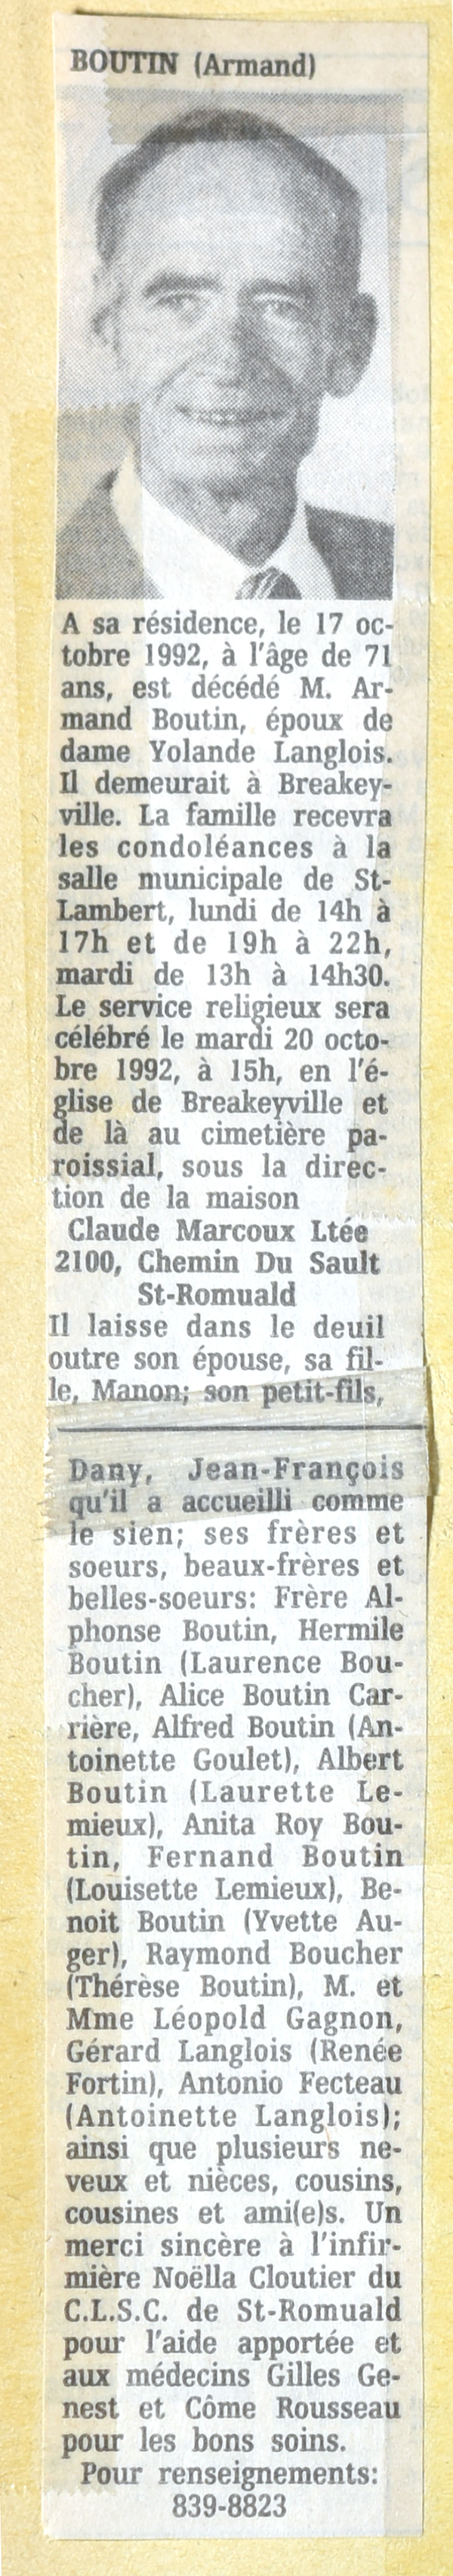 BOUTIN (Armand)
A sa résidence, le 17 oc-
tobre 1992, à l'âge de 71
ans, est décédé M. Ar-
mand Boutin, époux de
dame Yolande Langlois.
Il demeurait à Breakey-
ville. La famille recevra
les condoléances à la
salle municipale de St-
Lambert, lundi de 14h à
17h et de 19h à 22h,
mardi de 13h à 14h30.
Le service religieux sera
célébré le mardi 20 octo-
bre 1992, à 15h, en l'é-
glise de Breakeyville et
de là au cimetière pa-
roissial, sous la direc-
tion de la maison
Claude Marcoux Ltée
2100, Chemin Du Sault
St-Romuald
Il laisse dans le deuil
outre son épouse, sa fil-
le, Manon; son petit-fils,
Dany, Jean-François
qu'il a accueilli comme
le sien; ses frères et
soeurs, beaux-frères et
belles-soeurs: Frère Al-
phonse Boutin, Hermile
Boutin (Laurence Bou-
cher), Alice Boutin Car-
rière, Alfred Boutin (An-
toinette Goulet), Albert
Boutin (Laurette Le-
mieux), Anita Roy Bou-
tin, Fernand Boutin
(Louisette Lemieux), Be-
noit Boutin (Yvette Au-
ger), Raymond Boucher
(Thérèse Boutin), M. et
Mme Léopold Gagnon,
Gérard Langlois (Renée
Fortin), Antonio Fecteau
(Antoinette Langlois);
ainsi que plusieurs ne-
veux et nièces, cousins,
cousines et ami(e)s. Un
merci sincère à l'infir-
mière Noëlla Cloutier du
C.L.S.C. de St-Romuald
pour l'aide apportée et
aux médecins Gilles Ge-
nest et Côme Rousseau
pour les bons soins.
Pour renseignements:
839-8823